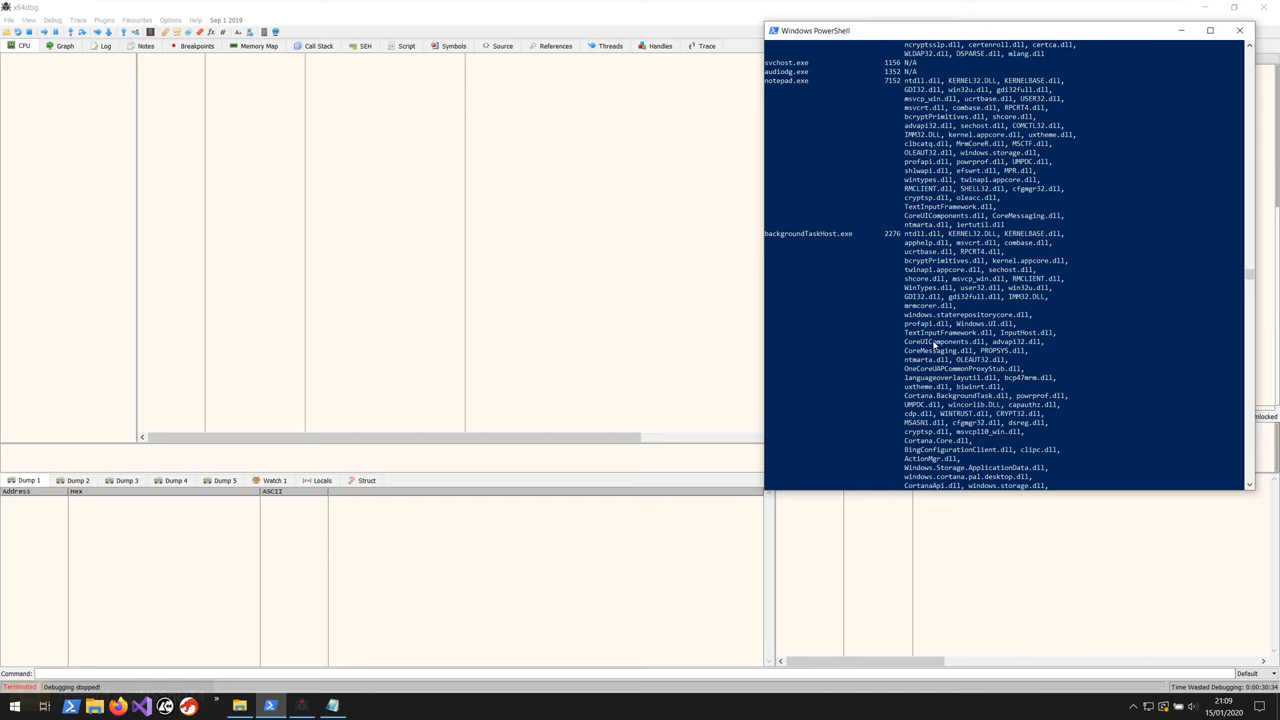 x64dbg
File View Debug Trace Plugins Favourites Options Help Sep 1 2019
CPU Graph Log Notes Breakpoints Memory Map Call Stack SEH Script Symbols Source References Threads Handles Trace
Windows PowerShell
ncryptsslp.dll, certenroll.dll, certca.dll,
WLDAP32.dll, DSPARSE.dll, mlang.dll
svchost.exe 1156 N/A
audiodg.exe 1352 N/A
notepad.exe 7152 ntdll.dll, KERNEL32.DLL, KERNELBASE.dll,
GDI32.dll, win32u.dll, gdi32full.dll,
msvcp_win.dll, ucrtbase.dll, USER32.dll,
msvcrt.dll, combase.dll, RPCRT4.dll,
bcryptPrimitives.dll, shcore.dll,
advapi32.dll, sechost.dll, COMCTL32.dll,
IMM32.DLL, kernel.appcore.dll, uxtheme.dll,
clbcatq.dll, MrmCoreR.dll, MSCTF.dll,
OLEAUT32.dll, windows.storage.dll,
profapi.dll, powrprof.dll, UMPDC.dll,
shlwapi.dll, efswrt.dll, MPR.dll,
wintypes.dll, twinapi.appcore.dll,
RMCLIENT.dll, SHELL32.dll, cfgmgr32.dll,
cryptsp.dll, oleacc.dll,
TextInputFramework.dll,
CoreUIComponents.dll, CoreMessaging.dll,
ntmarta.dll, iertutil.dll
backgroundTaskHost.exe 2276 ntdll.dll, KERNEL32.DLL, KERNELBASE.dll,
apphelp.dll, msvcrt.dll, combase.dll,
ucrtbase.dll, RPCRT4.dll,
bcryptPrimitives.dll, kernel.appcore.dll,
twinapi.appcore.dll, sechost.dll,
shcore.dll, msvcp_win.dll, RMCLIENT.dll,
WinTypes.dll, user32.dll, win32u.dll,
GDI32.dll, gdi32full.dll, IMM32.DLL,
mrmcorer.dll,
windows.staterepositorycore.dll,
profapi.dll, Windows.UI.dll,
TextInputFramework.dll, InputHost.dll,
CoreUIComponents.dll, advapi32.dll,
CoreMessaging.dll, PROPSYS.dll,
ntmarta.dll, OLEAUT32.dll,
OneCoreUAPCommonProxyStub.dll,
languageoverlayutil.dll, bcp47mrm.dll,
uxtheme.dll, biwinrt.dll,
Cortana.BackgroundTask.dll, powrprof.dll,
UMPDC.dll, wincorlib.DLL, capauthz.dll,
cdp.dll, WINTRUST.dll, CRYPT32.dll,
MSASN1.dll, cfgmgr32.dll, dsreg.dll,
cryptsp.dll, msvcp110_win.dll,
Cortana.Core.dll,
BingConfigurationClient.dll, clipc.dll,
ActionMgr.dll,
Windows.Storage.ApplicationData.dll,
windows.cortana.pal.desktop.dll,
CortanaApi.dll, windows.storage.dll,
Dump 1 Dump 2 Dump 3 Dump 4 Dump 5 Watch 1 Locals Struct
Address Hex ASCII
Command: Default
Terminated Debugging stopped! Time Wasted Debugging: 0:00:30:34
21:09
15/01/2020